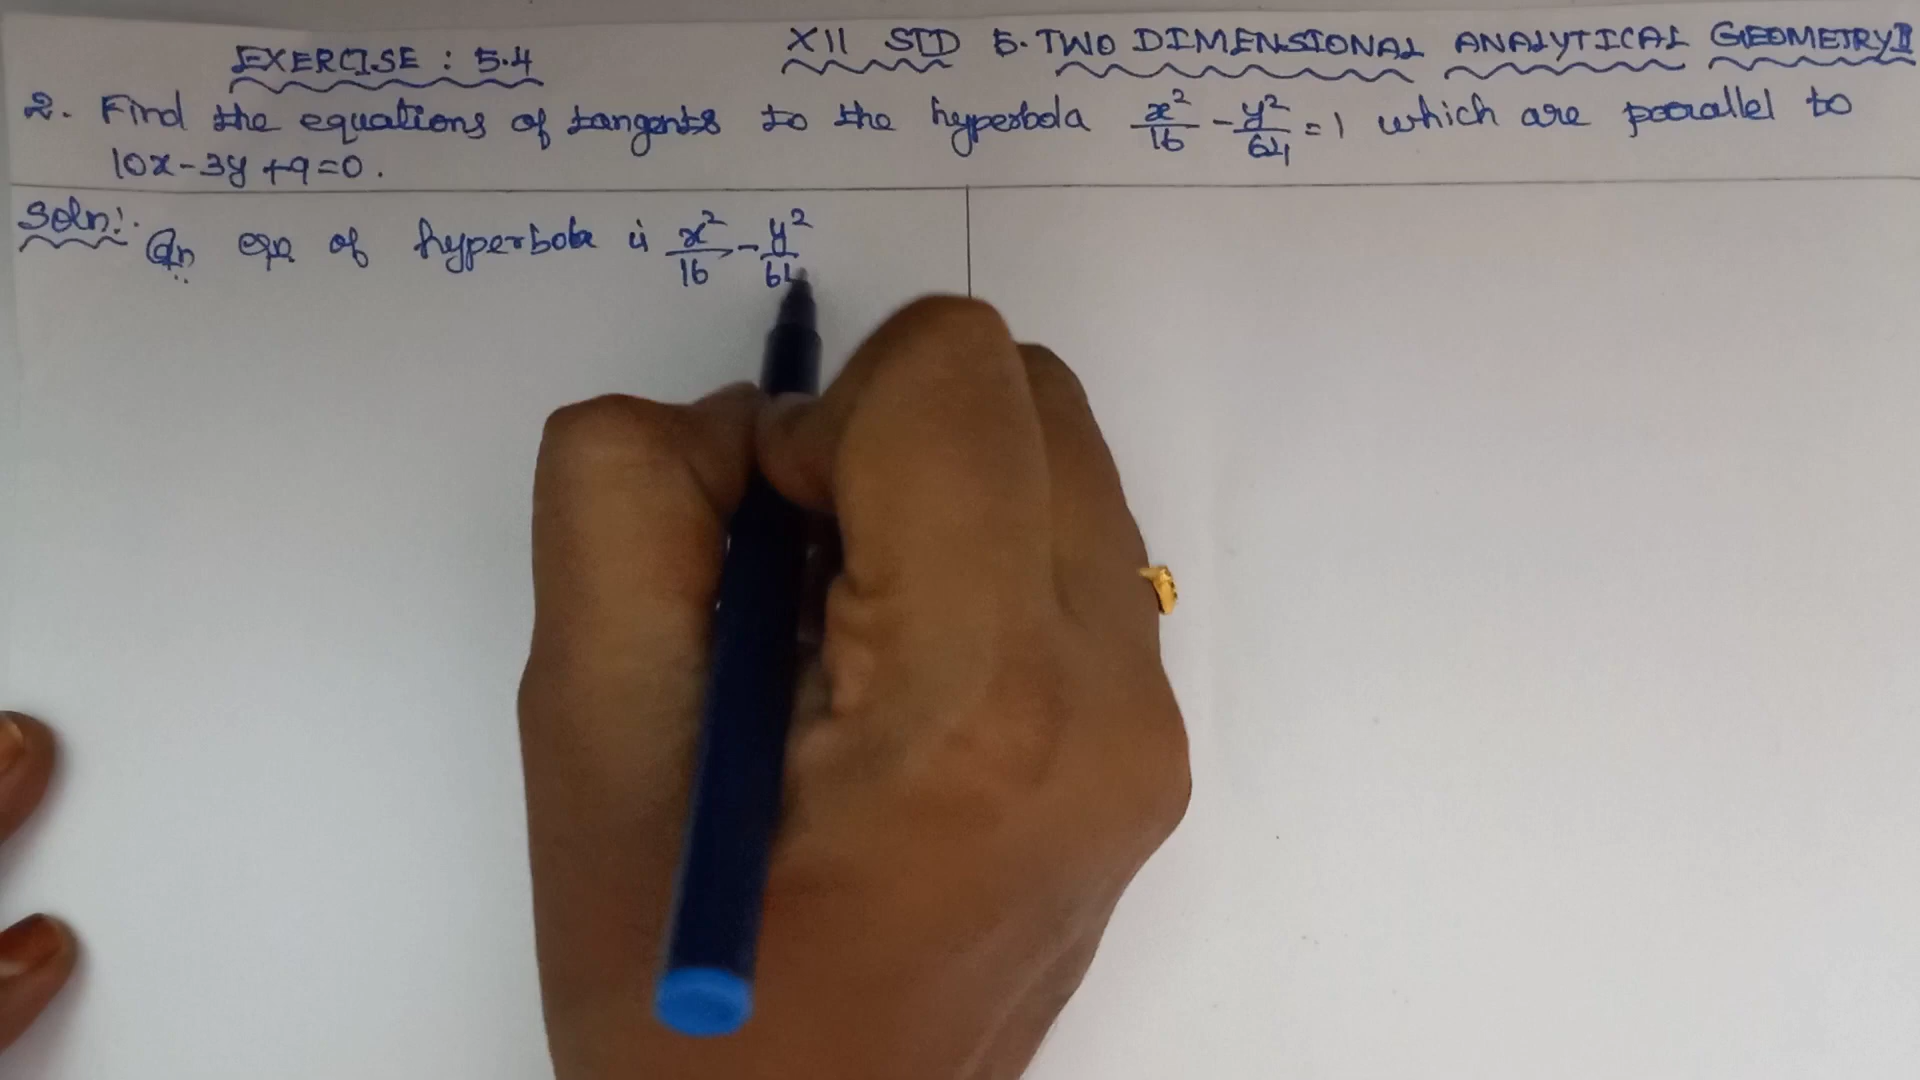 EXERCISE : 5.4 XII STD 5. TWO DIMENSIONAL ANALYTICAL GEOMETRY II
2. Find the equations of tangents to the hyperbola x²/16 - y²/64 = 1 which are parallel to
10x - 3y + 9 = 0.
Soln:. Gn eqn of hyperbola is x²/16 - y²/64